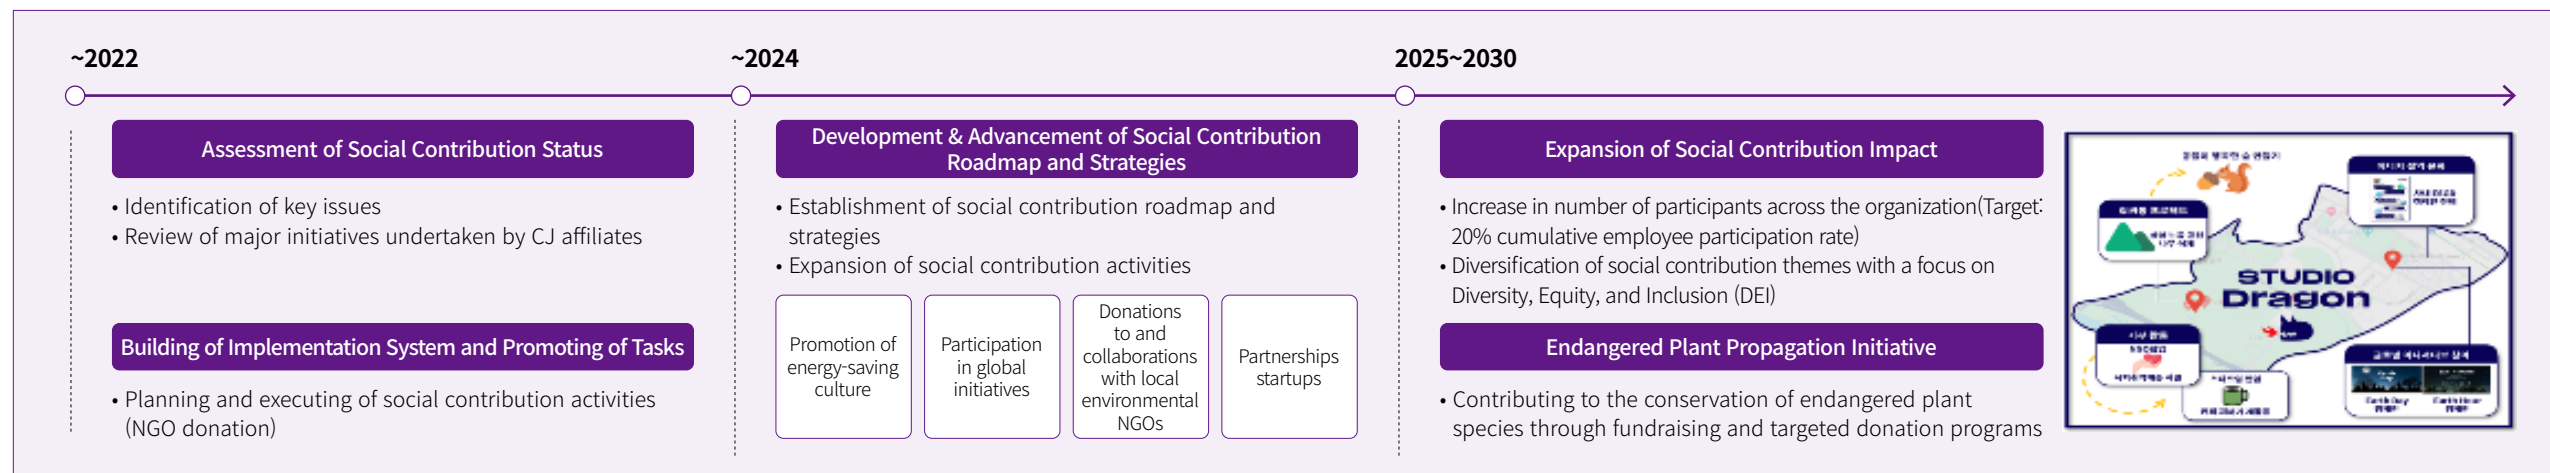 ~2022
~2024
2025~2030
Assessment of Social Contribution Status
• Identification of key issues
• Review of major initiatives undertaken by CJ affiliates
Building of Implementation System and Promoting of Tasks
• Planning and executing of social contribution activities
(NGO donation)
Development & Advancement of Social Contribution
Roadmap and Strategies
• Establishment of social contribution roadmap and
strategies
• Expansion of social contribution activities
Promotion of
energy-saving
culture
Participation
in global
initiatives
Donations
to and
collaborations
with local
environmental
NGOs
Partnerships
startups
Expansion of Social Contribution Impact
• Increase in number of participants across the organization(Target:
20% cumulative employee participation rate)
• Diversification of social contribution themes with a focus on
Diversity, Equity, and Inclusion (DEI)
Endangered Plant Propagation Initiative
• Contributing to the conservation of endangered plant
species through fundraising and targeted donation programs
STUDIO
Dragon
Earth Day
Earth Hour